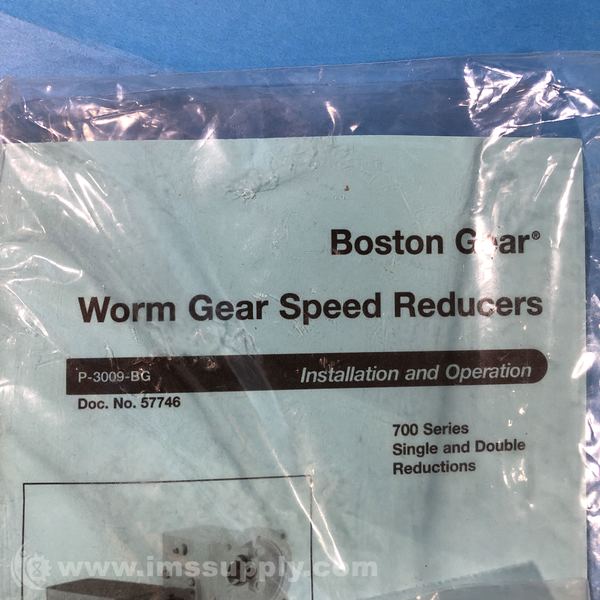 Boston Gear®
Worm Gear Speed Reducers
P-3009-BG Installation and Operation
Doc. No. 57746
700 Series
Single and Double
Reductions
www.imssupply.com